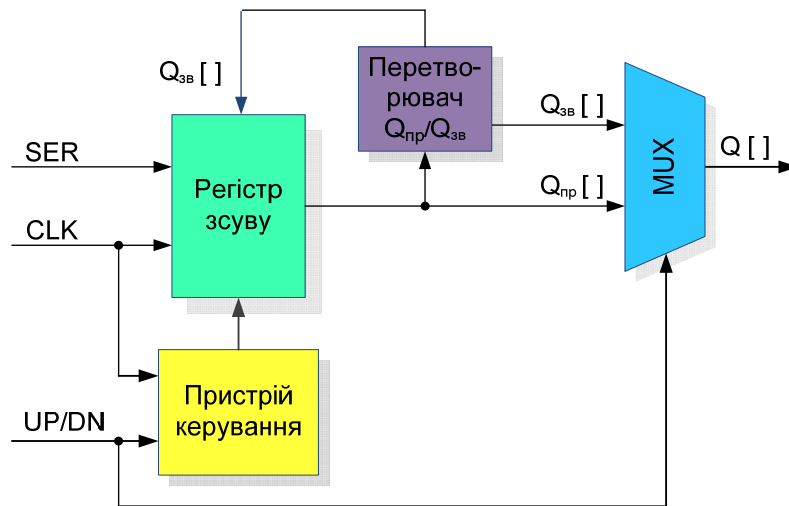 Qзв [ ]
Перетво-
рювач
Qпр/Qзв
Qзв [ ]
SER
Регістр
зсуву
Qпр [ ]
MUX
Q [ ]
CLK
Пристрій
керування
UP/DN